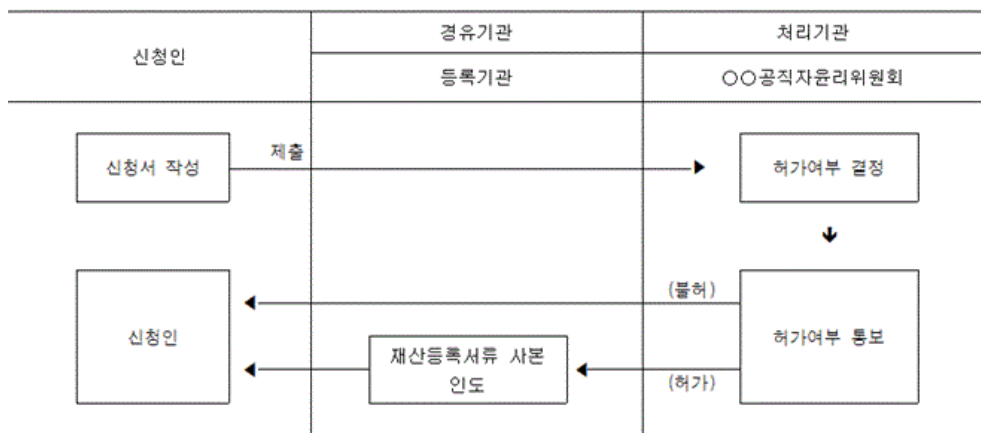 신청인
경유기관
처리기관
등록기관
○○공직자윤리위원회
신청서 작성
제출
허가여부 결정
(불허)
신청인
재산등록서류 사본
인도
허가여부 통보
(허가)